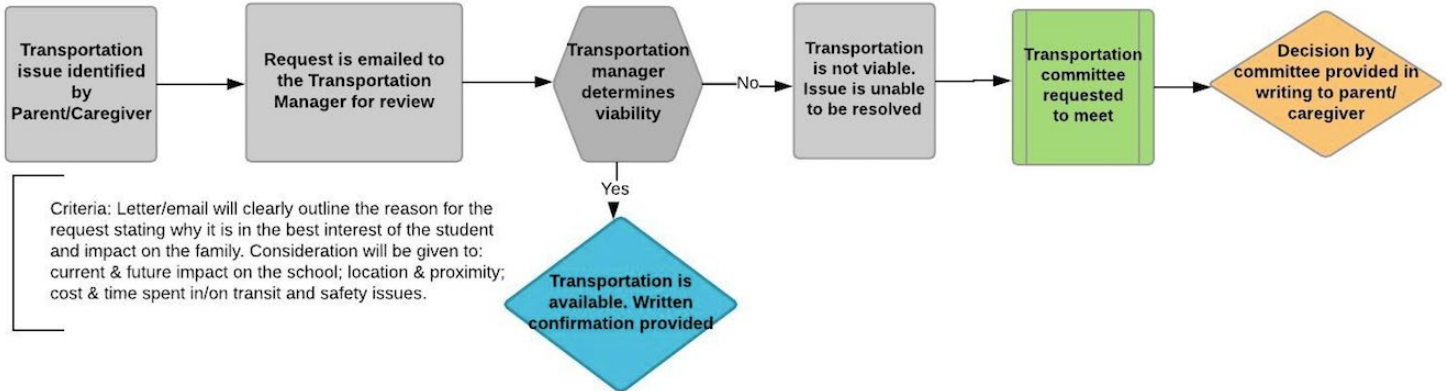 Transportation
issue identified
by
Parent/Caregiver
Request is emailed to
the Transportation
Manager for review
Transportation
manager
determines
viability
No
Transportation
is not viable.
Issue is unable
to be resolved
Transportation
committee
requested
to meet
Decision by
committee provided in
writing to parent/
caregiver
Yes
Criteria: Letter/email will clearly outline the reason for the
request stating why it is in the best interest of the student
and impact on the family. Consideration will be given to:
current & future impact on the school; location & proximity;
cost & time spent in/on transit and safety issues.
Transportation is
available. Written
confirmation provided